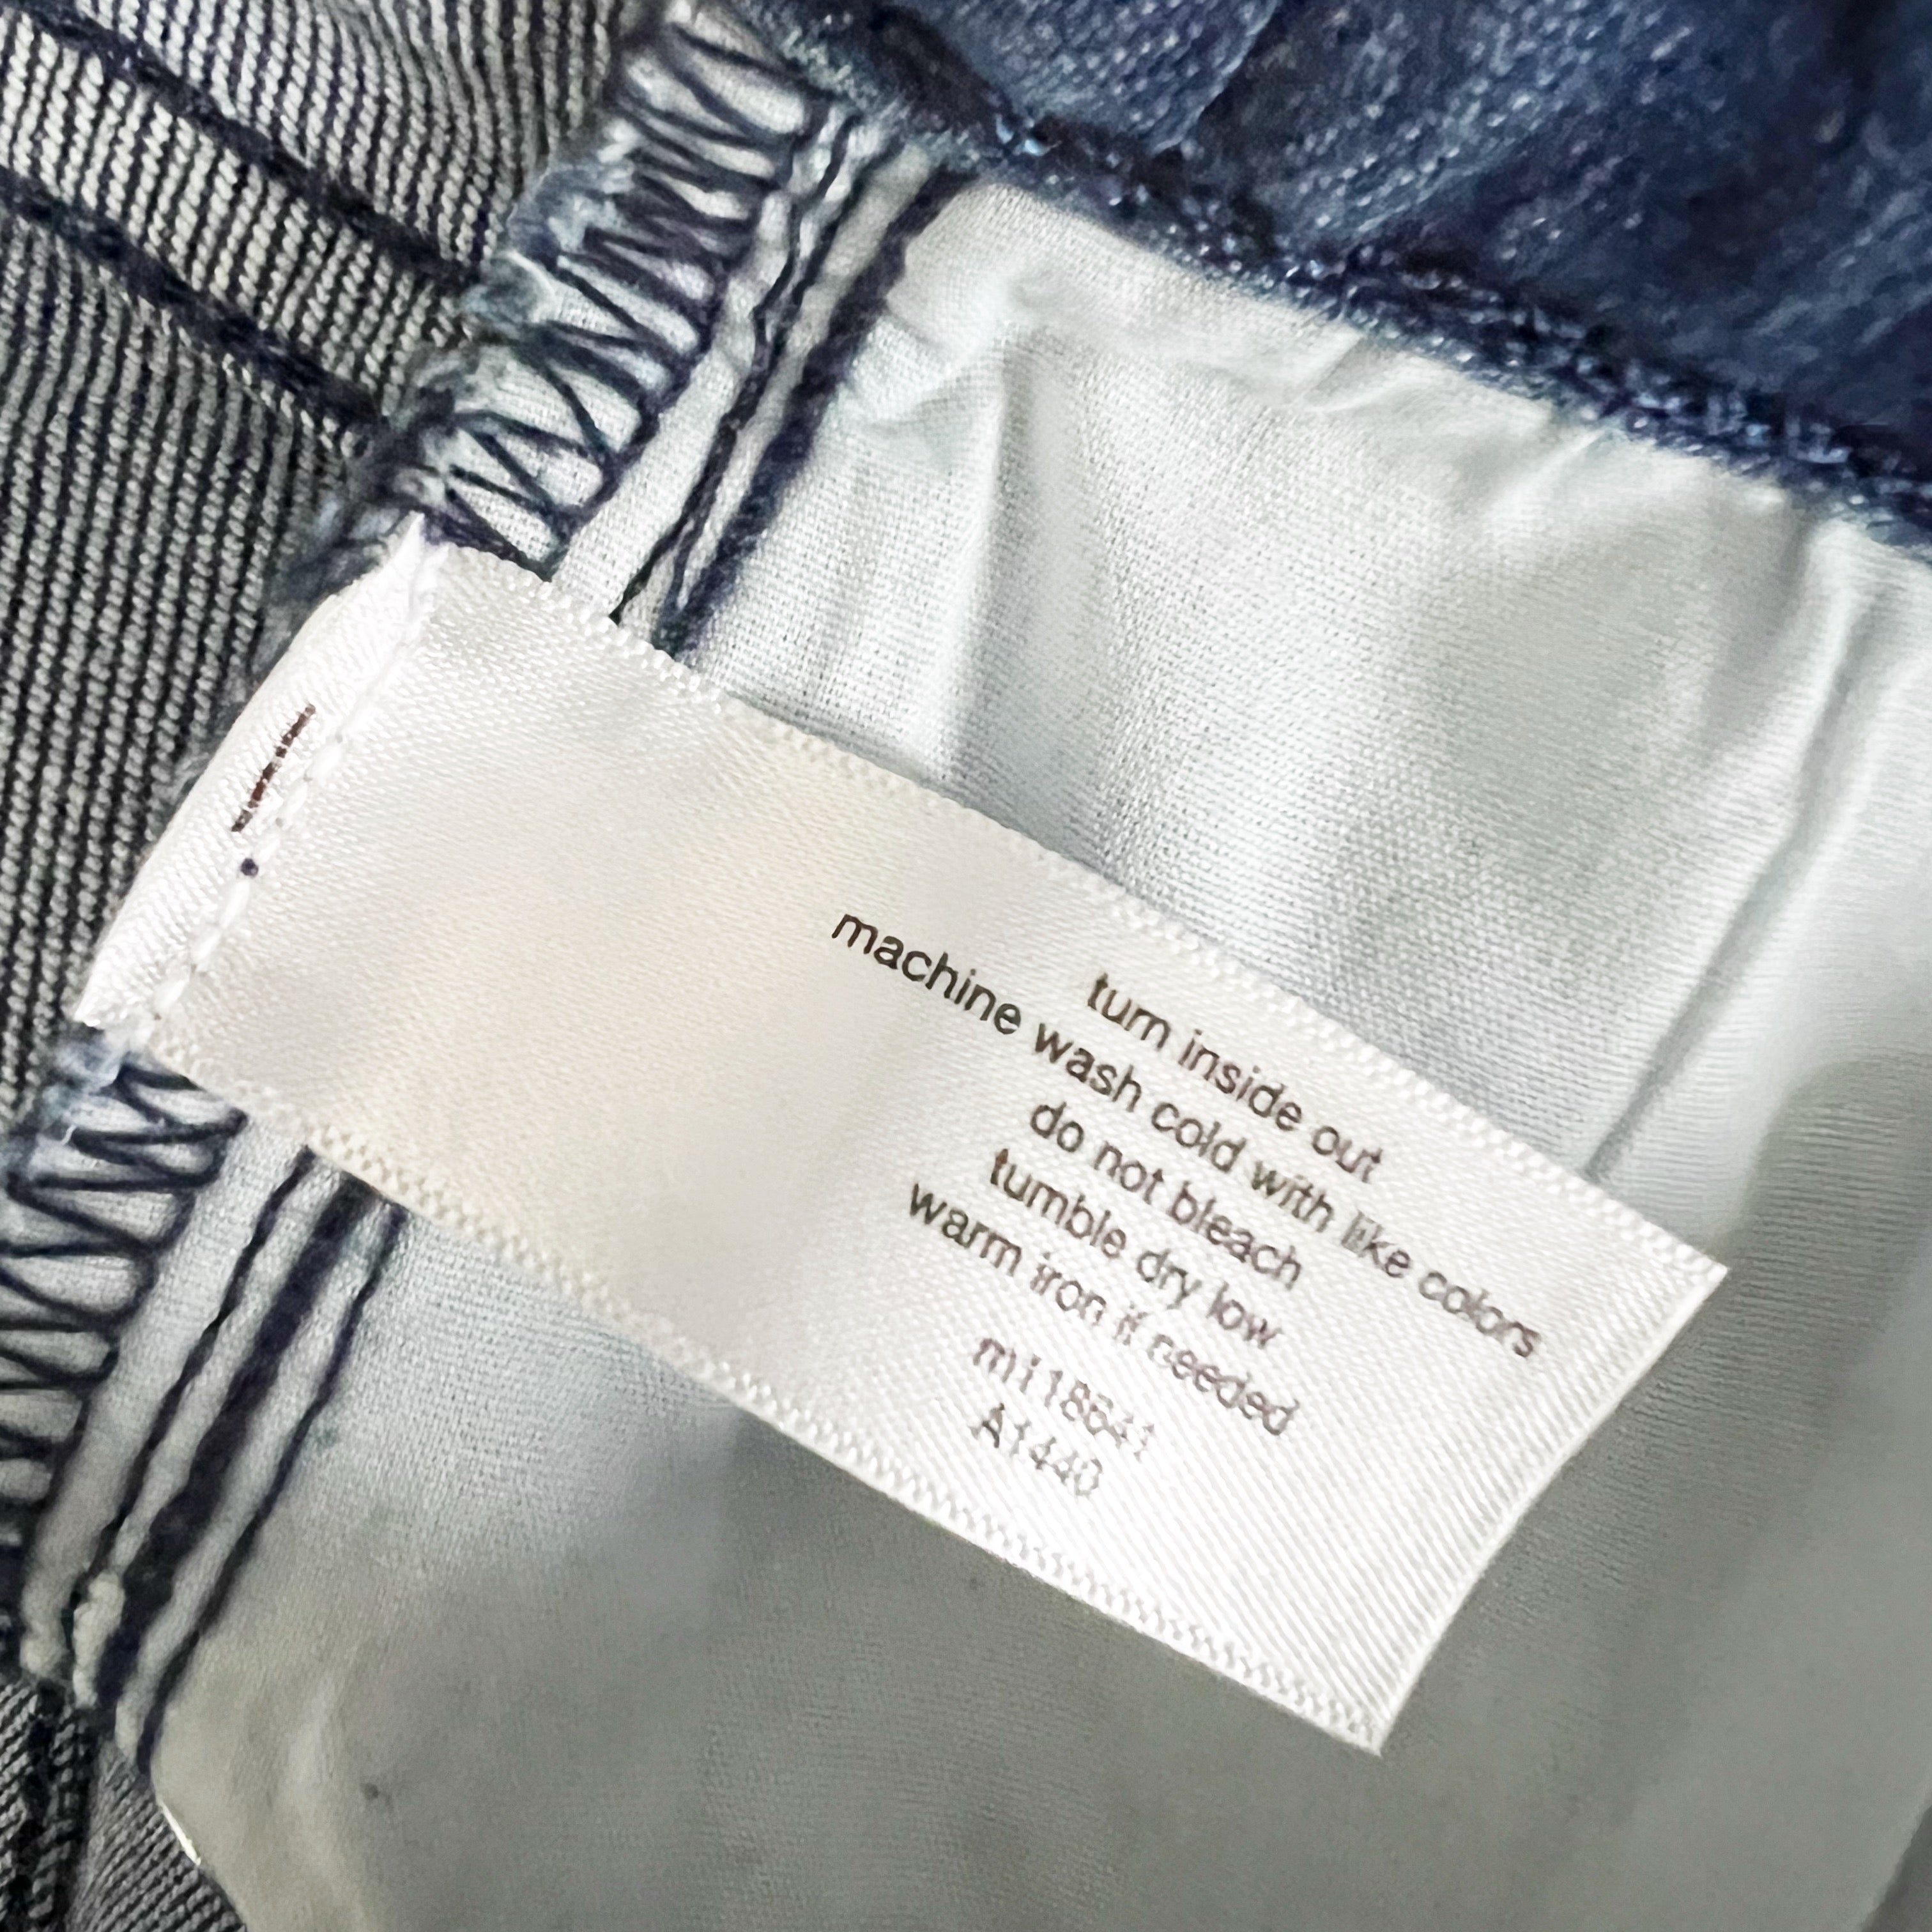 turn inside out
machine wash cold with like colors
do not bleach
tumble dry low
warm iron if needed
mi18641
A1440